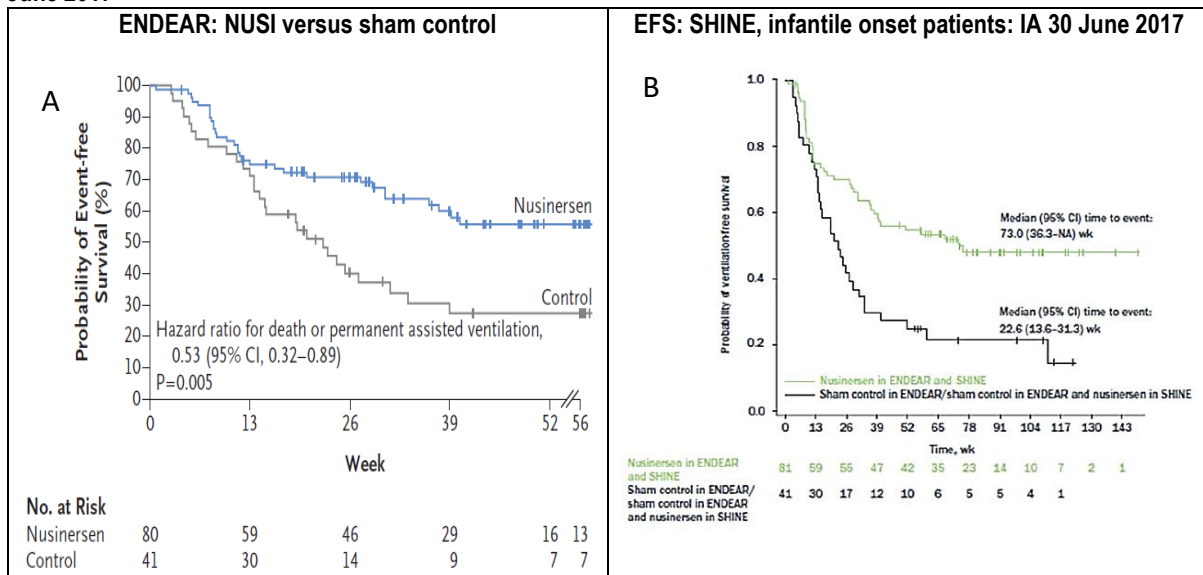 ENDEAR: NUSI versus sham control
A
Probability of Event-free
Survival (%)
100
90
80
70
60
50
40
30
20
10
0
Nusinersen
Control
Hazard ratio for death or permanent assisted ventilation,
0.53 (95% CI, 0.32–0.89)
P=0.005
0 13 26 39 52 56
Week
No. at Risk
Nusinersen 80 59 46 29 16 13
Control 41 30 14 9 7 7
EFS: SHINE, infantile onset patients: IA 30 June 2017
B
Probability of ventilation-free survival
1.0
0.8
0.6
0.4
0.2
0.0
Median (95% CI) time to event:
73.0 (36.3–NA) wk
Median (95% CI) time to event:
22.6 (13.6–31.3) wk
Nusinersen in ENDEAR and SHINE
Sham control in ENDEAR/sham control in ENDEAR and nusinersen in SHINE
0 13 26 39 52 65 78 91 104 117 130 143
Time, wk
Nusinersen in ENDEAR
and SHINE
81 59 55 47 42 35 23 14 10 7 2 1
Sham control in ENDEAR/
sham control in ENDEAR
and nusinersen in SHINE
41 30 17 12 10 6 5 5 4 1